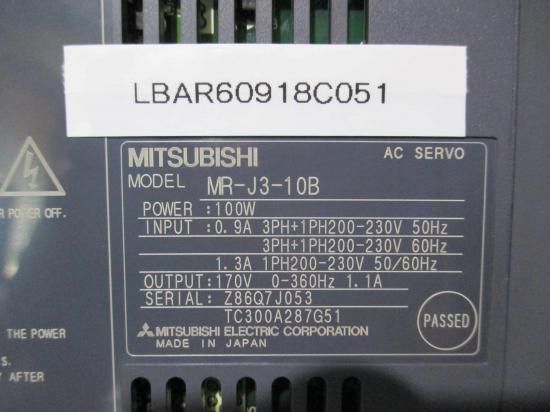 LBAR60918C051
MITSUBISHI AC SERVO
MODEL MR-J3-10B
POWER :100W
INPUT :0.9A 3PH+1PH200-230V 50Hz
3PH+1PH200-230V 60Hz
1.3A 1PH200-230V 50/60Hz
OUTPUT:170V 0-360Hz 1.1A
SERIAL: Z86Q7J053
TC300A287G51
MITSUBISHI ELECTRIC CORPORATION
MADE IN JAPAN
PASSED
POWER OFF.
THE POWER
S.
AFTER